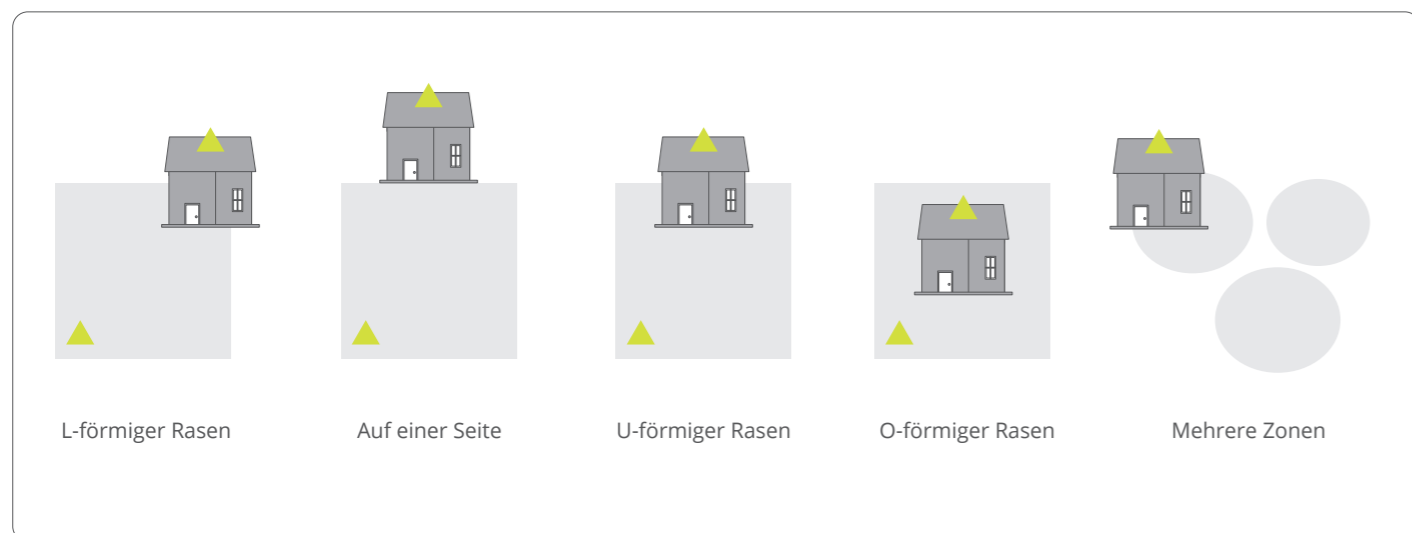 L-förmiger Rasen
Auf einer Seite
U-förmiger Rasen
O-förmiger Rasen
Mehrere Zonen